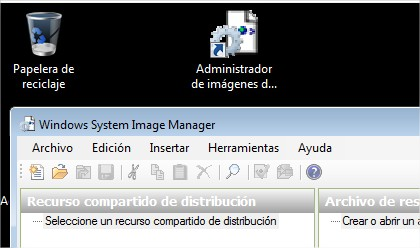 Papelera de
reciclaje
Administrador
de imágenes d...
Windows System Image Manager
Archivo Edición Insertar Herramientas Ayuda
Recurso compartido de distribución
Seleccione un recurso compartido de distribución
Archivo de res
Crear o abrir un a